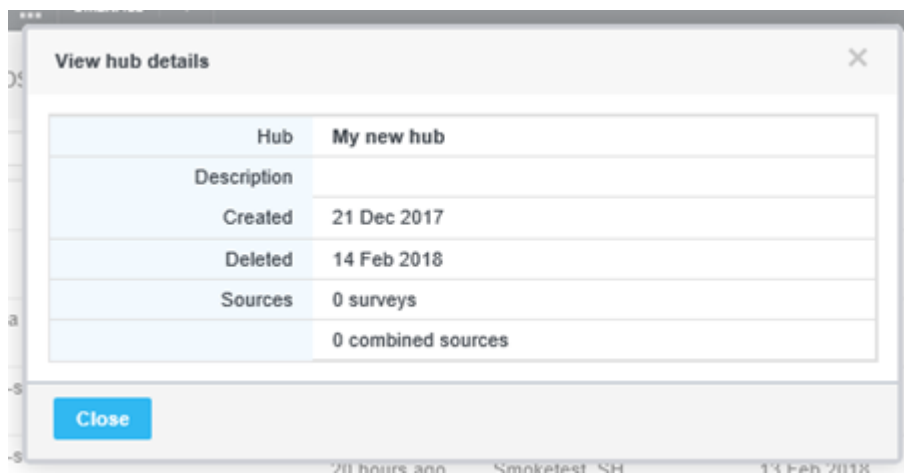 View hub details
×
Hub My new hub
Description
Created 21 Dec 2017
Deleted 14 Feb 2018
Sources 0 surveys
0 combined sources
Close
20 hours ago Smoketest_SH 13 Feb 2018